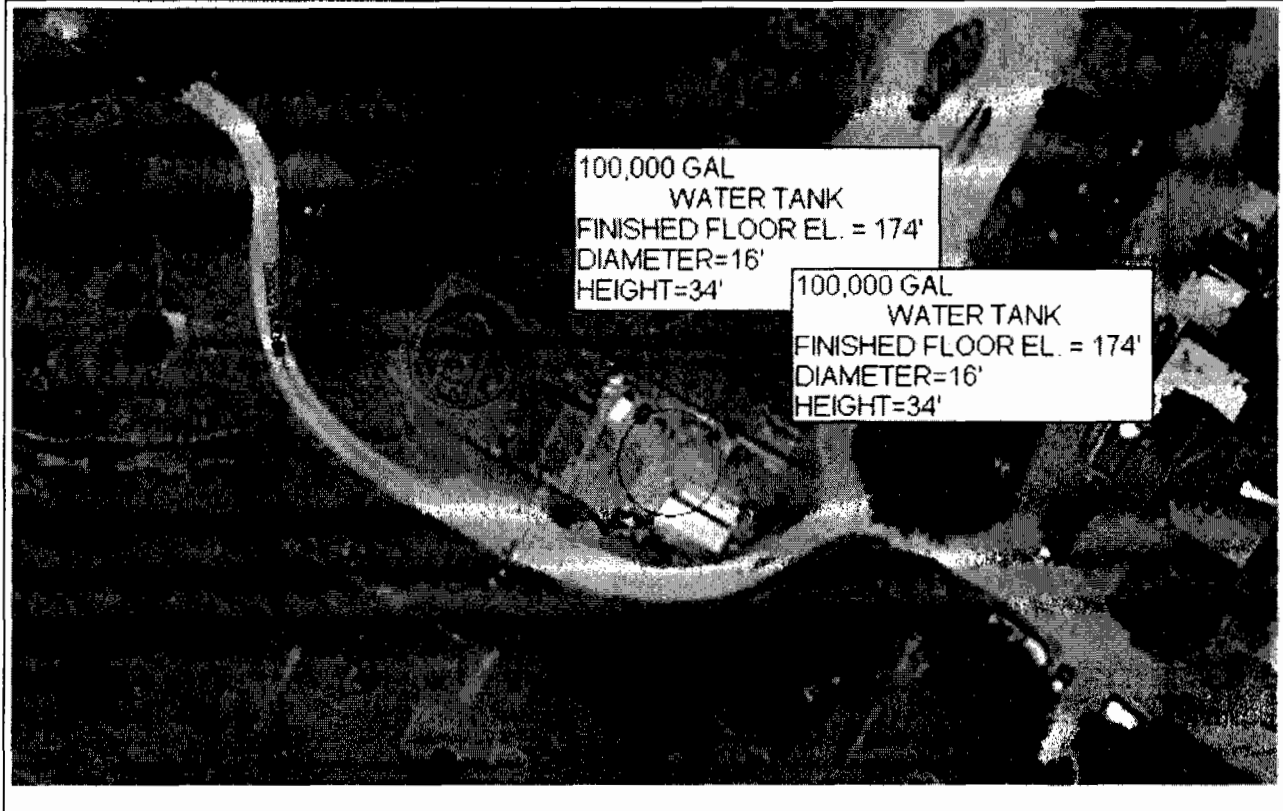 100,000 GAL
WATER TANK
FINISHED FLOOR EL. = 174'
DIAMETER=16'
HEIGHT=34'
100,000 GAL
WATER TANK
FINISHED FLOOR EL. = 174'
DIAMETER=16'
HEIGHT=34'